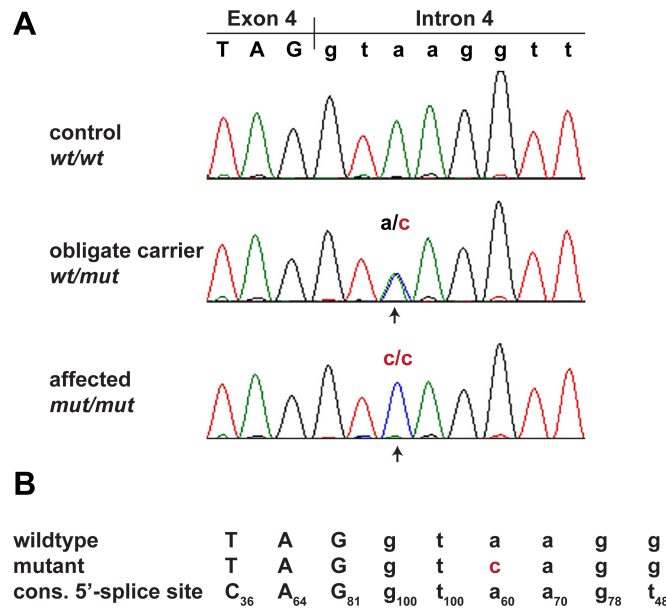 A
Exon 4 Intron 4
T A G g t a a g g t t
control
wt/wt
a/c
obligate carrier
wt/mut
c/c
affected
mut/mut
B
wildtype T A G g t a a g g
mutant T A G g t c a g g
cons. 5'-splice site C36 A64 G81 g100 t100 a60 a70 g78 t48